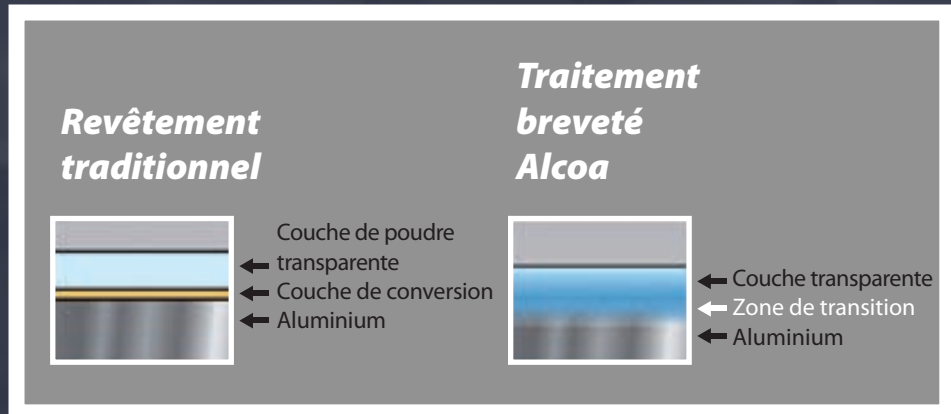 Revêtement
traditionnel
Couche de poudre
transparente
Couche de conversion
Aluminium
Traitement
breveté
Alcoa
Couche transparente
Zone de transition
Aluminium